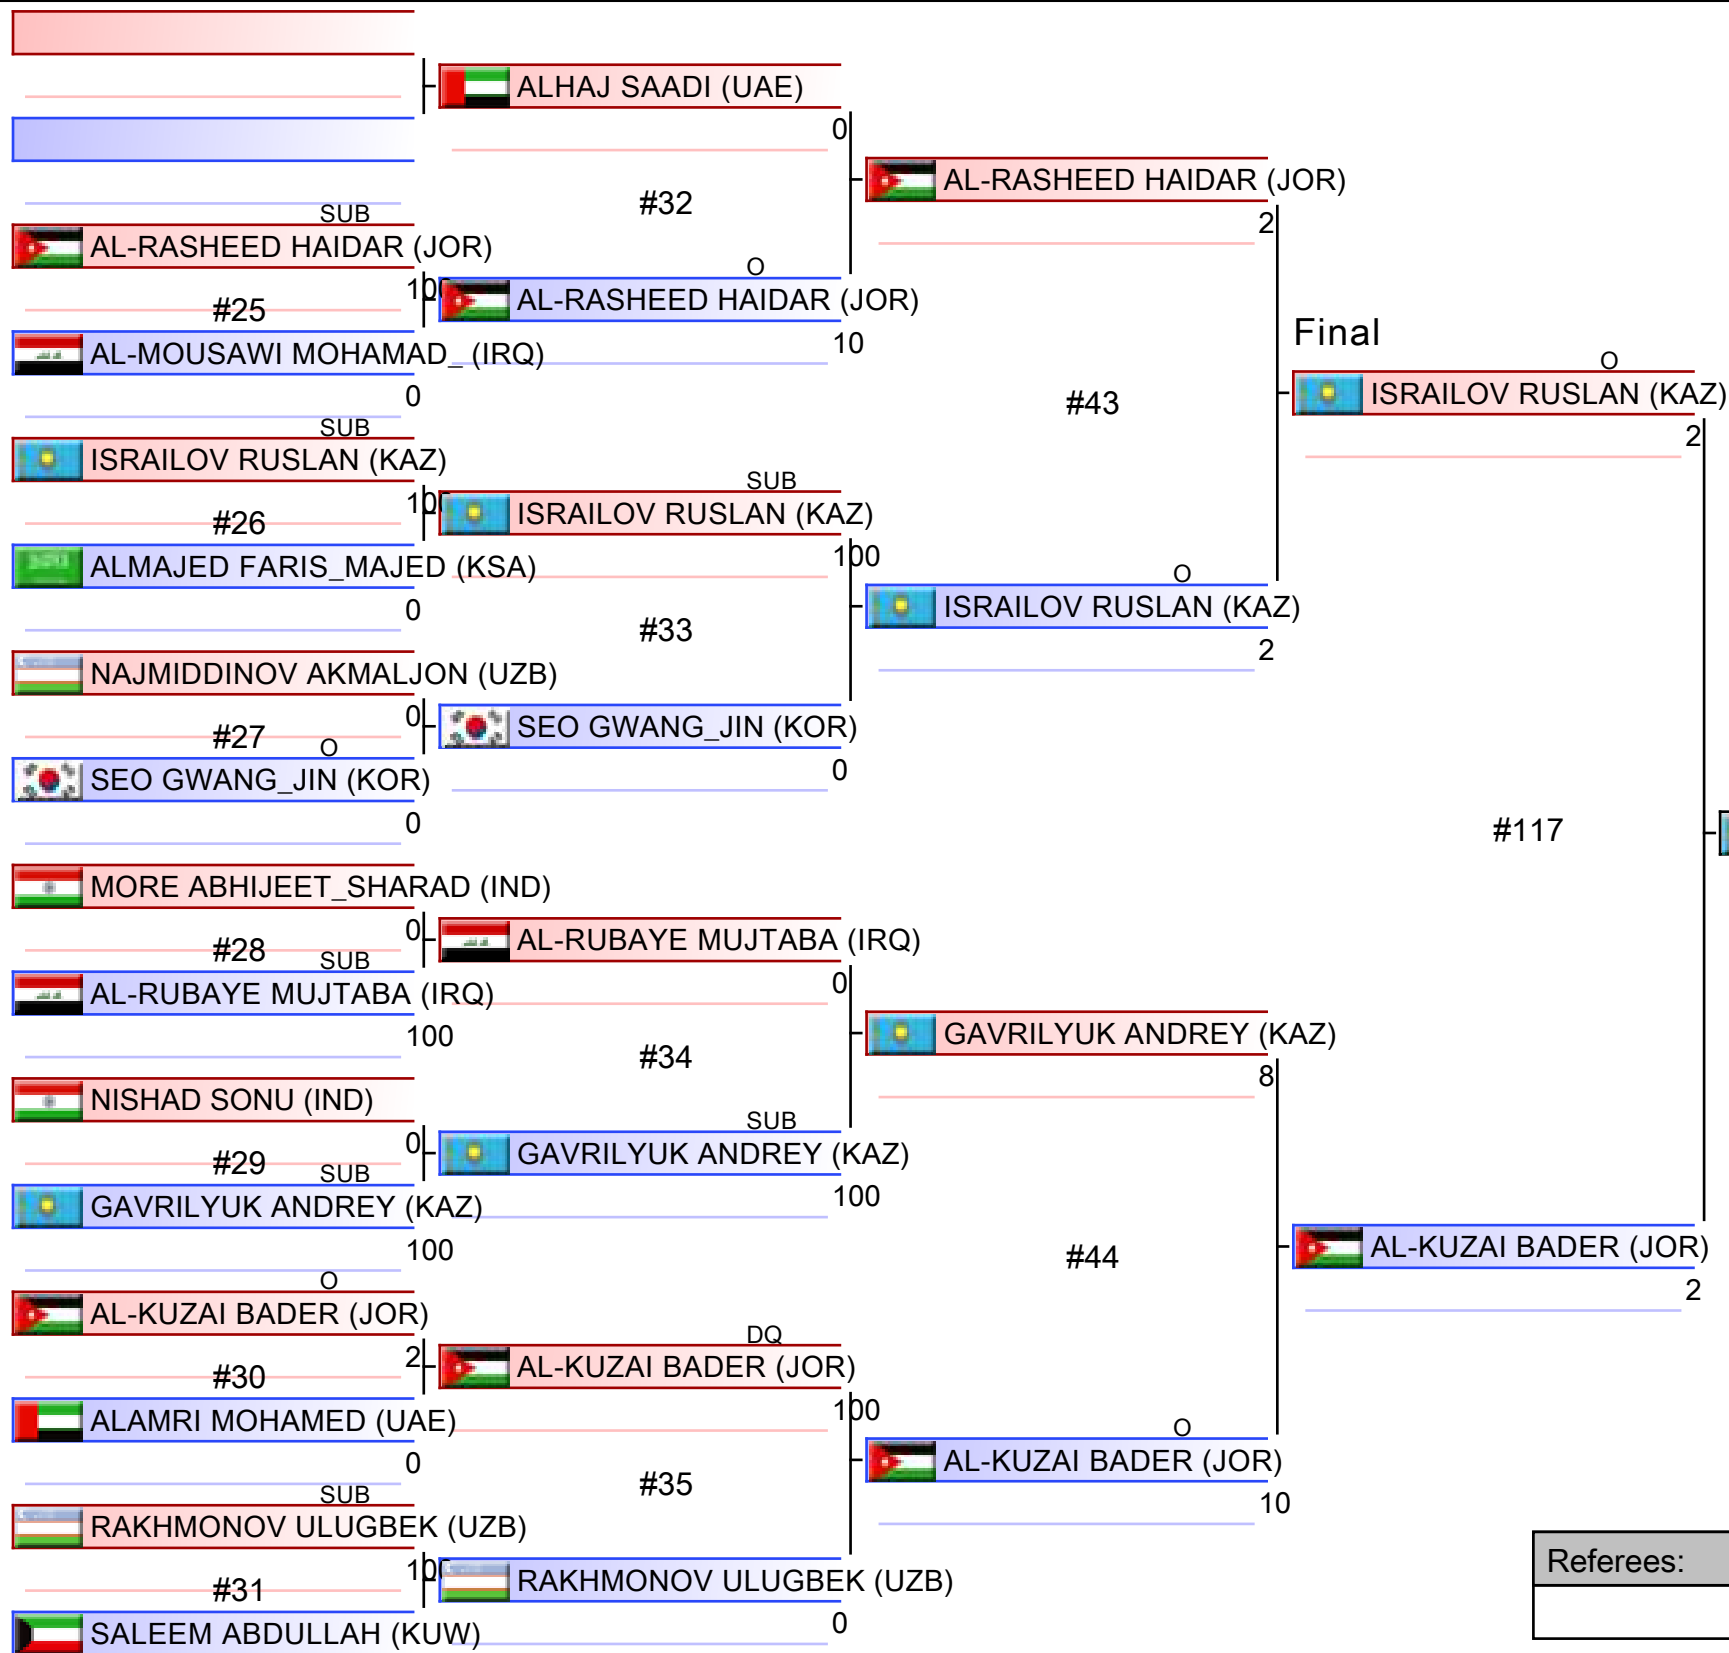 ALHAJ SAADI (UAE)
0
#32
SUB
AL-RASHEED HAIDAR (JOR)
100
#25
AL-MOUSAWI MOHAMAD_ (IRQ)
0
O
AL-RASHEED HAIDAR (JOR)
10
AL-RASHEED HAIDAR (JOR)
2
#43
SUB
ISRAILOV RUSLAN (KAZ)
100
#26
ALMAJED FARIS_MAJED (KSA)
0
SUB
ISRAILOV RUSLAN (KAZ)
100
#33
O
ISRAILOV RUSLAN (KAZ)
2
NAJMIDDINOV AKMALJON (UZB)
0
#27
O
SEO GWANG_JIN (KOR)
0
SEO GWANG_JIN (KOR)
0
Final
O
ISRAILOV RUSLAN (KAZ)
2
#117
MORE ABHIJEET_SHARAD (IND)
0
#28
SUB
AL-RUBAYE MUJTABA (IRQ)
100
AL-RUBAYE MUJTABA (IRQ)
0
#34
GAVRILYUK ANDREY (KAZ)
8
NISHAD SONU (IND)
0
#29
SUB
GAVRILYUK ANDREY (KAZ)
100
SUB
GAVRILYUK ANDREY (KAZ)
100
#44
AL-KUZAI BADER (JOR)
2
O
AL-KUZAI BADER (JOR)
2
#30
ALAMRI MOHAMED (UAE)
0
DQ
AL-KUZAI BADER (JOR)
100
#35
O
AL-KUZAI BADER (JOR)
10
SUB
RAKHMONOV ULUGBEK (UZB)
100
#31
SALEEM ABDULLAH (KUW)
RAKHMONOV ULUGBEK (UZB)
0
Referees: